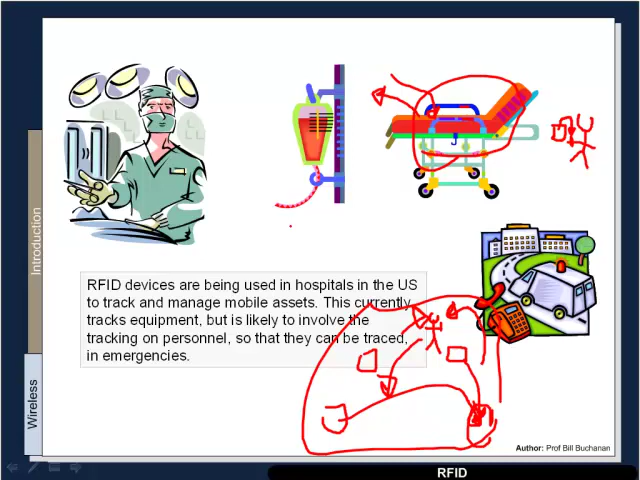 RFID devices are being used in hospitals in the US
to track and manage mobile assets. This currently
tracks equipment, but is likely to involve the
tracking on personnel, so that they can be traced,
in emergencies.
Introduction
Wireless
Author: Prof Bill Buchanan
RFID